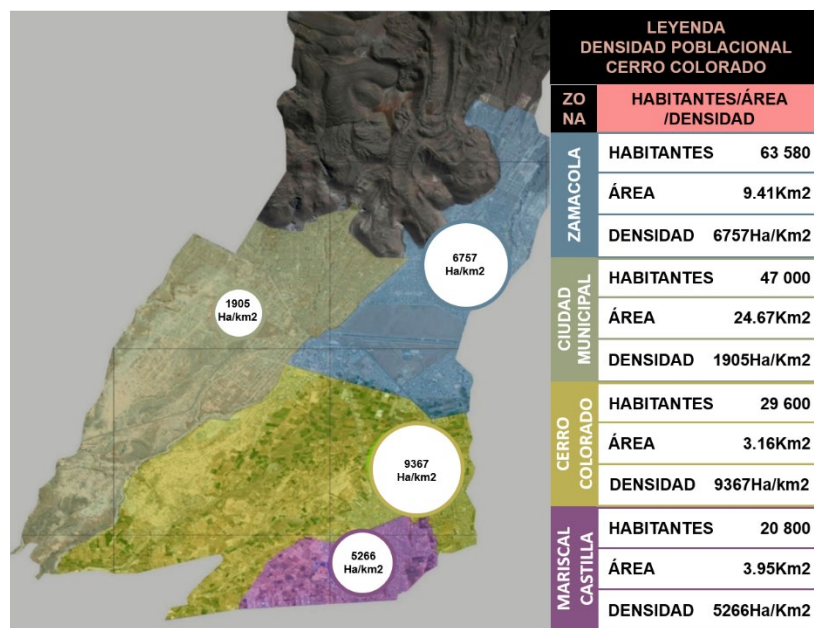 LEYENDA
DENSIDAD POBLACIONAL
CERRO COLORADO
ZO
NA
HABITANTES/ÁREA
/DENSIDAD
ZAMACOLA
HABITANTES 63 580
ÁREA 9.41Km2
DENSIDAD 6757Ha/Km2
CIUDAD
MUNICIPAL
HABITANTES 47 000
ÁREA 24.67Km2
DENSIDAD 1905Ha/Km2
CERRO
COLORADO
HABITANTES 29 600
ÁREA 3.16Km2
DENSIDAD 9367Ha/km2
MARISCAL
CASTILLA
HABITANTES 20 800
ÁREA 3.95Km2
DENSIDAD 5266Ha/Km2
6757
Ha/km2
1905
Ha/km2
9367
Ha/km2
5266
Ha/km2